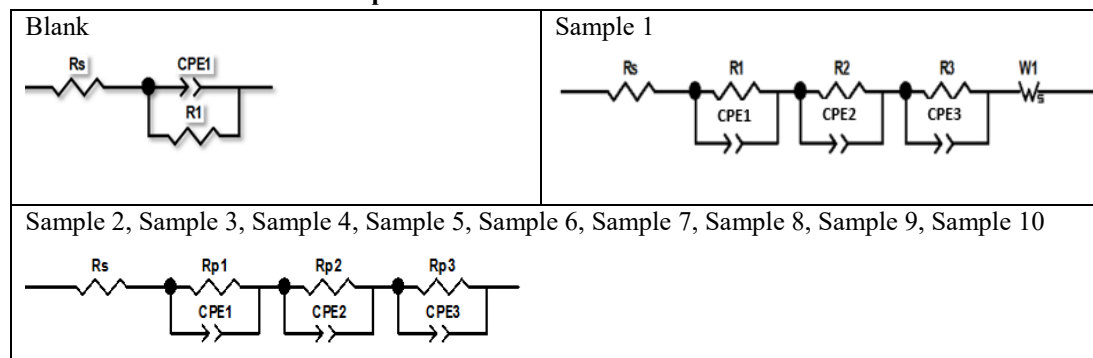 Blank
Sample 1
Rs
CPE1
R1
Rs
R1
R2
R3
W1
CPE1
CPE2
CPE3
Ws
Sample 2, Sample 3, Sample 4, Sample 5, Sample 6, Sample 7, Sample 8, Sample 9, Sample 10
Rs
Rp1
Rp2
Rp3
CPE1
CPE2
CPE3